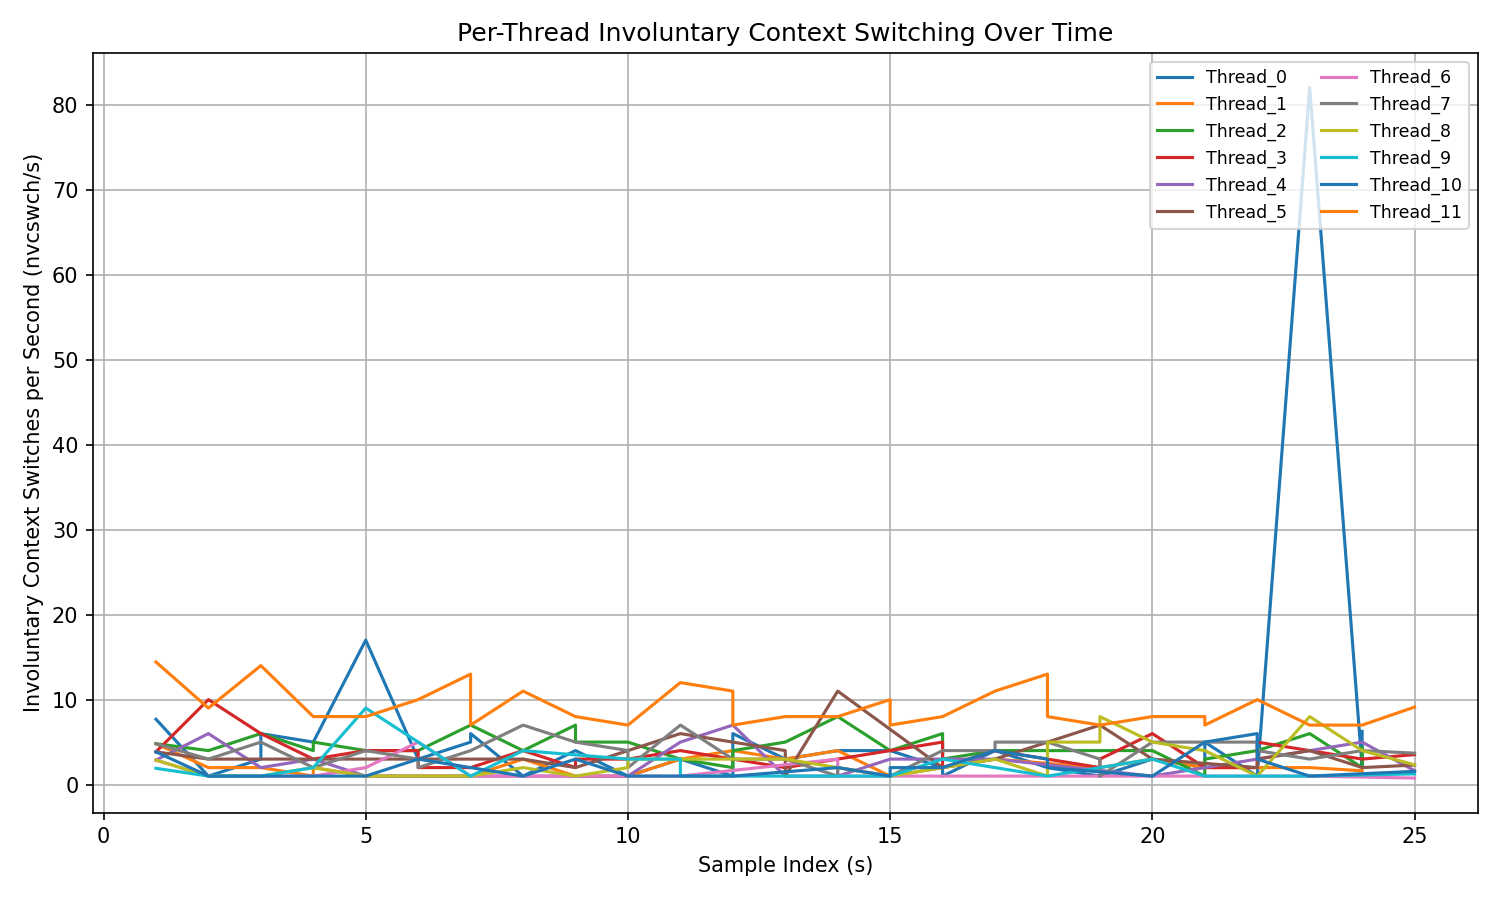 Per-Thread Involuntary Context Switching Over Time
Involuntary Context Switches per Second (nvcswch/s)
80
70
60
50
40
30
20
10
0
Thread_0
Thread_1
Thread_2
Thread_3
Thread_4
Thread_5
Thread_6
Thread_7
Thread_8
Thread_9
Thread_10
Thread_11
0 5 10 15 20 25
Sample Index (s)